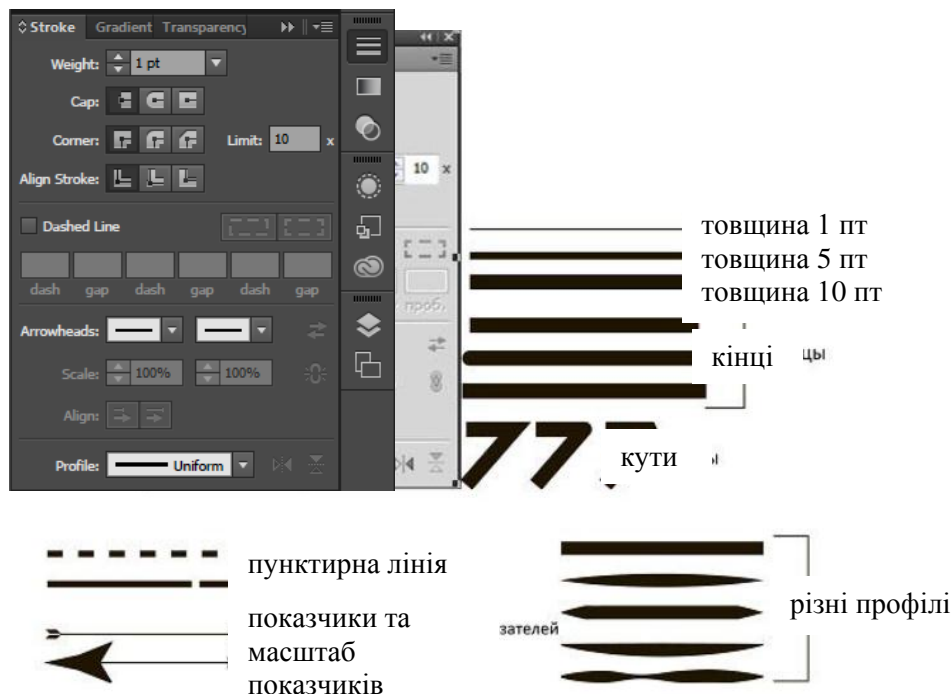 Stroke Gradient Transparency
Weight: 1 pt
Cap:
Corner: Limit: 10 x
10 x
Align Stroke:
Dashed Line
dash gap dash gap dash gap
проб.
Arrowheads:
Scale: 100% 100%
Align:
Profile: Uniform
товщина 1 пт
товщина 5 пт
товщина 10 пт
кінці
цы
кути
ы
пунктирна лінія
показчики та
масштаб
показчиків
зателей
різні профілі